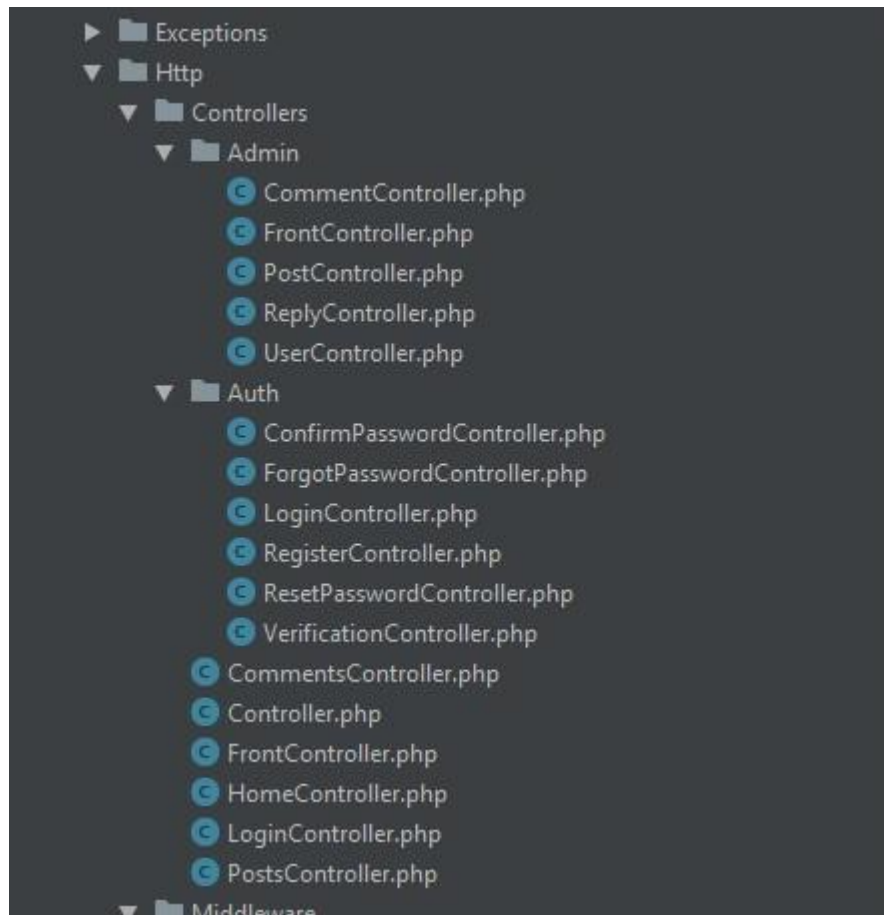 Exceptions
Http
Controllers
Admin
CommentController.php
FrontController.php
PostController.php
ReplyController.php
UserController.php
Auth
ConfirmPasswordController.php
ForgotPasswordController.php
LoginController.php
RegisterController.php
ResetPasswordController.php
VerificationController.php
CommentsController.php
Controller.php
FrontController.php
HomeController.php
LoginController.php
PostsController.php
Middleware